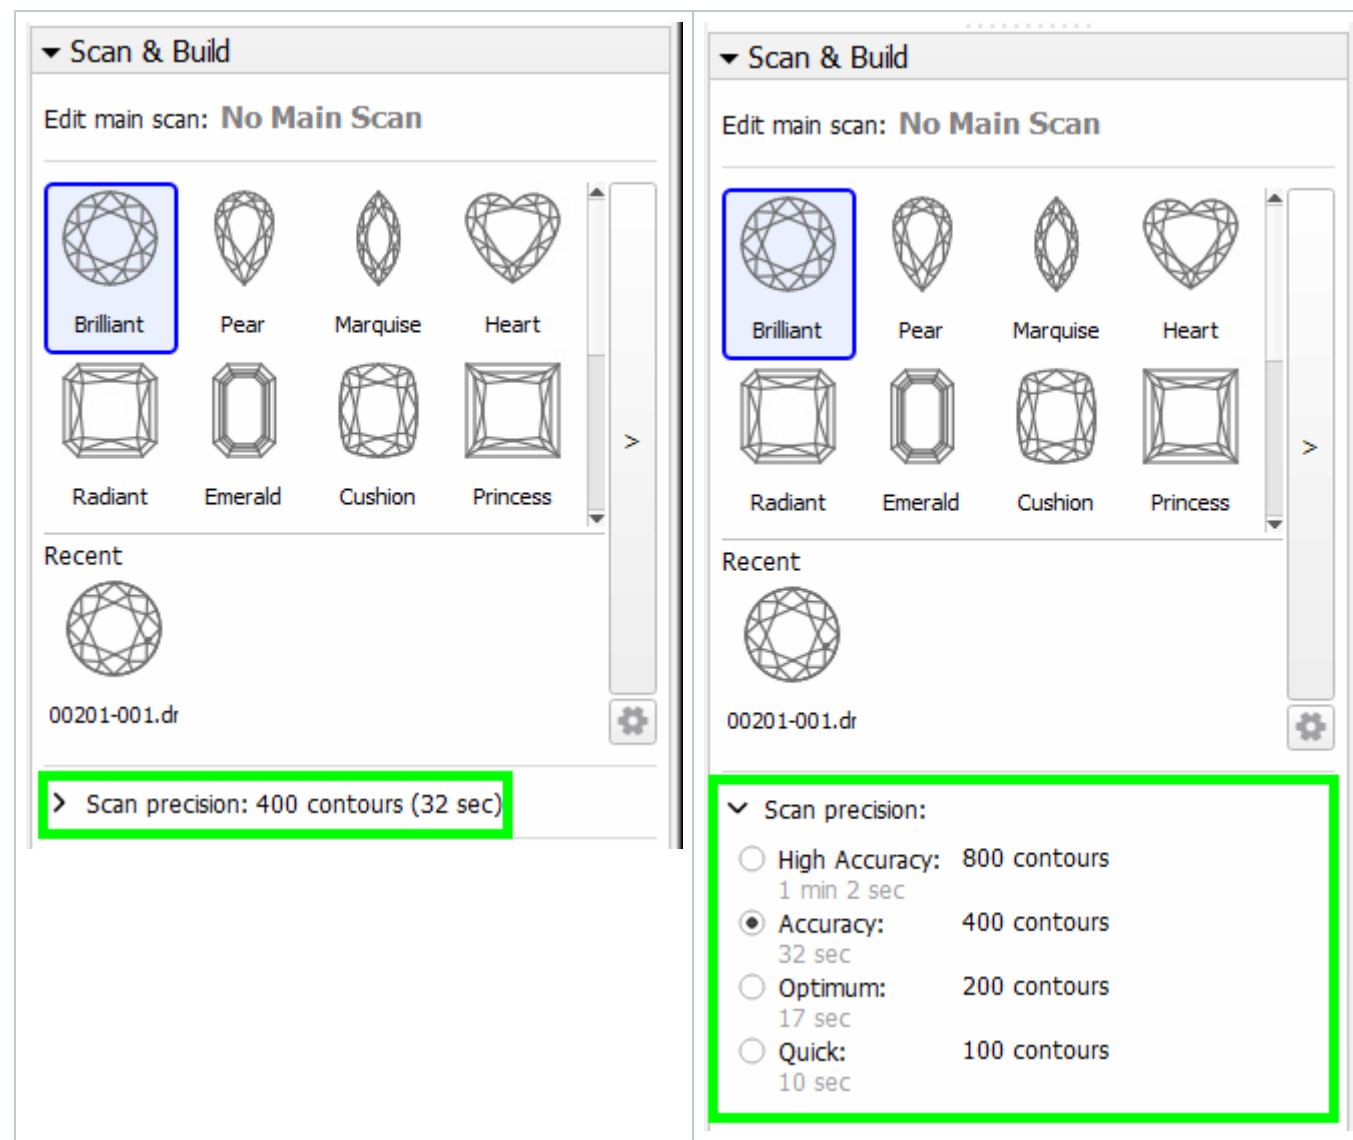 Scan & Build
Edit main scan: No Main Scan
Brilliant Pear Marquise Heart
Radiant Emerald Cushion Princess
>
Recent
00201-001.dr
Scan precision: 400 contours (32 sec)
Scan & Build
Edit main scan: No Main Scan
Brilliant Pear Marquise Heart
Radiant Emerald Cushion Princess
>
Recent
00201-001.dr
Scan precision:
High Accuracy: 800 contours
1 min 2 sec
Accuracy: 400 contours
32 sec
Optimum: 200 contours
17 sec
Quick: 100 contours
10 sec